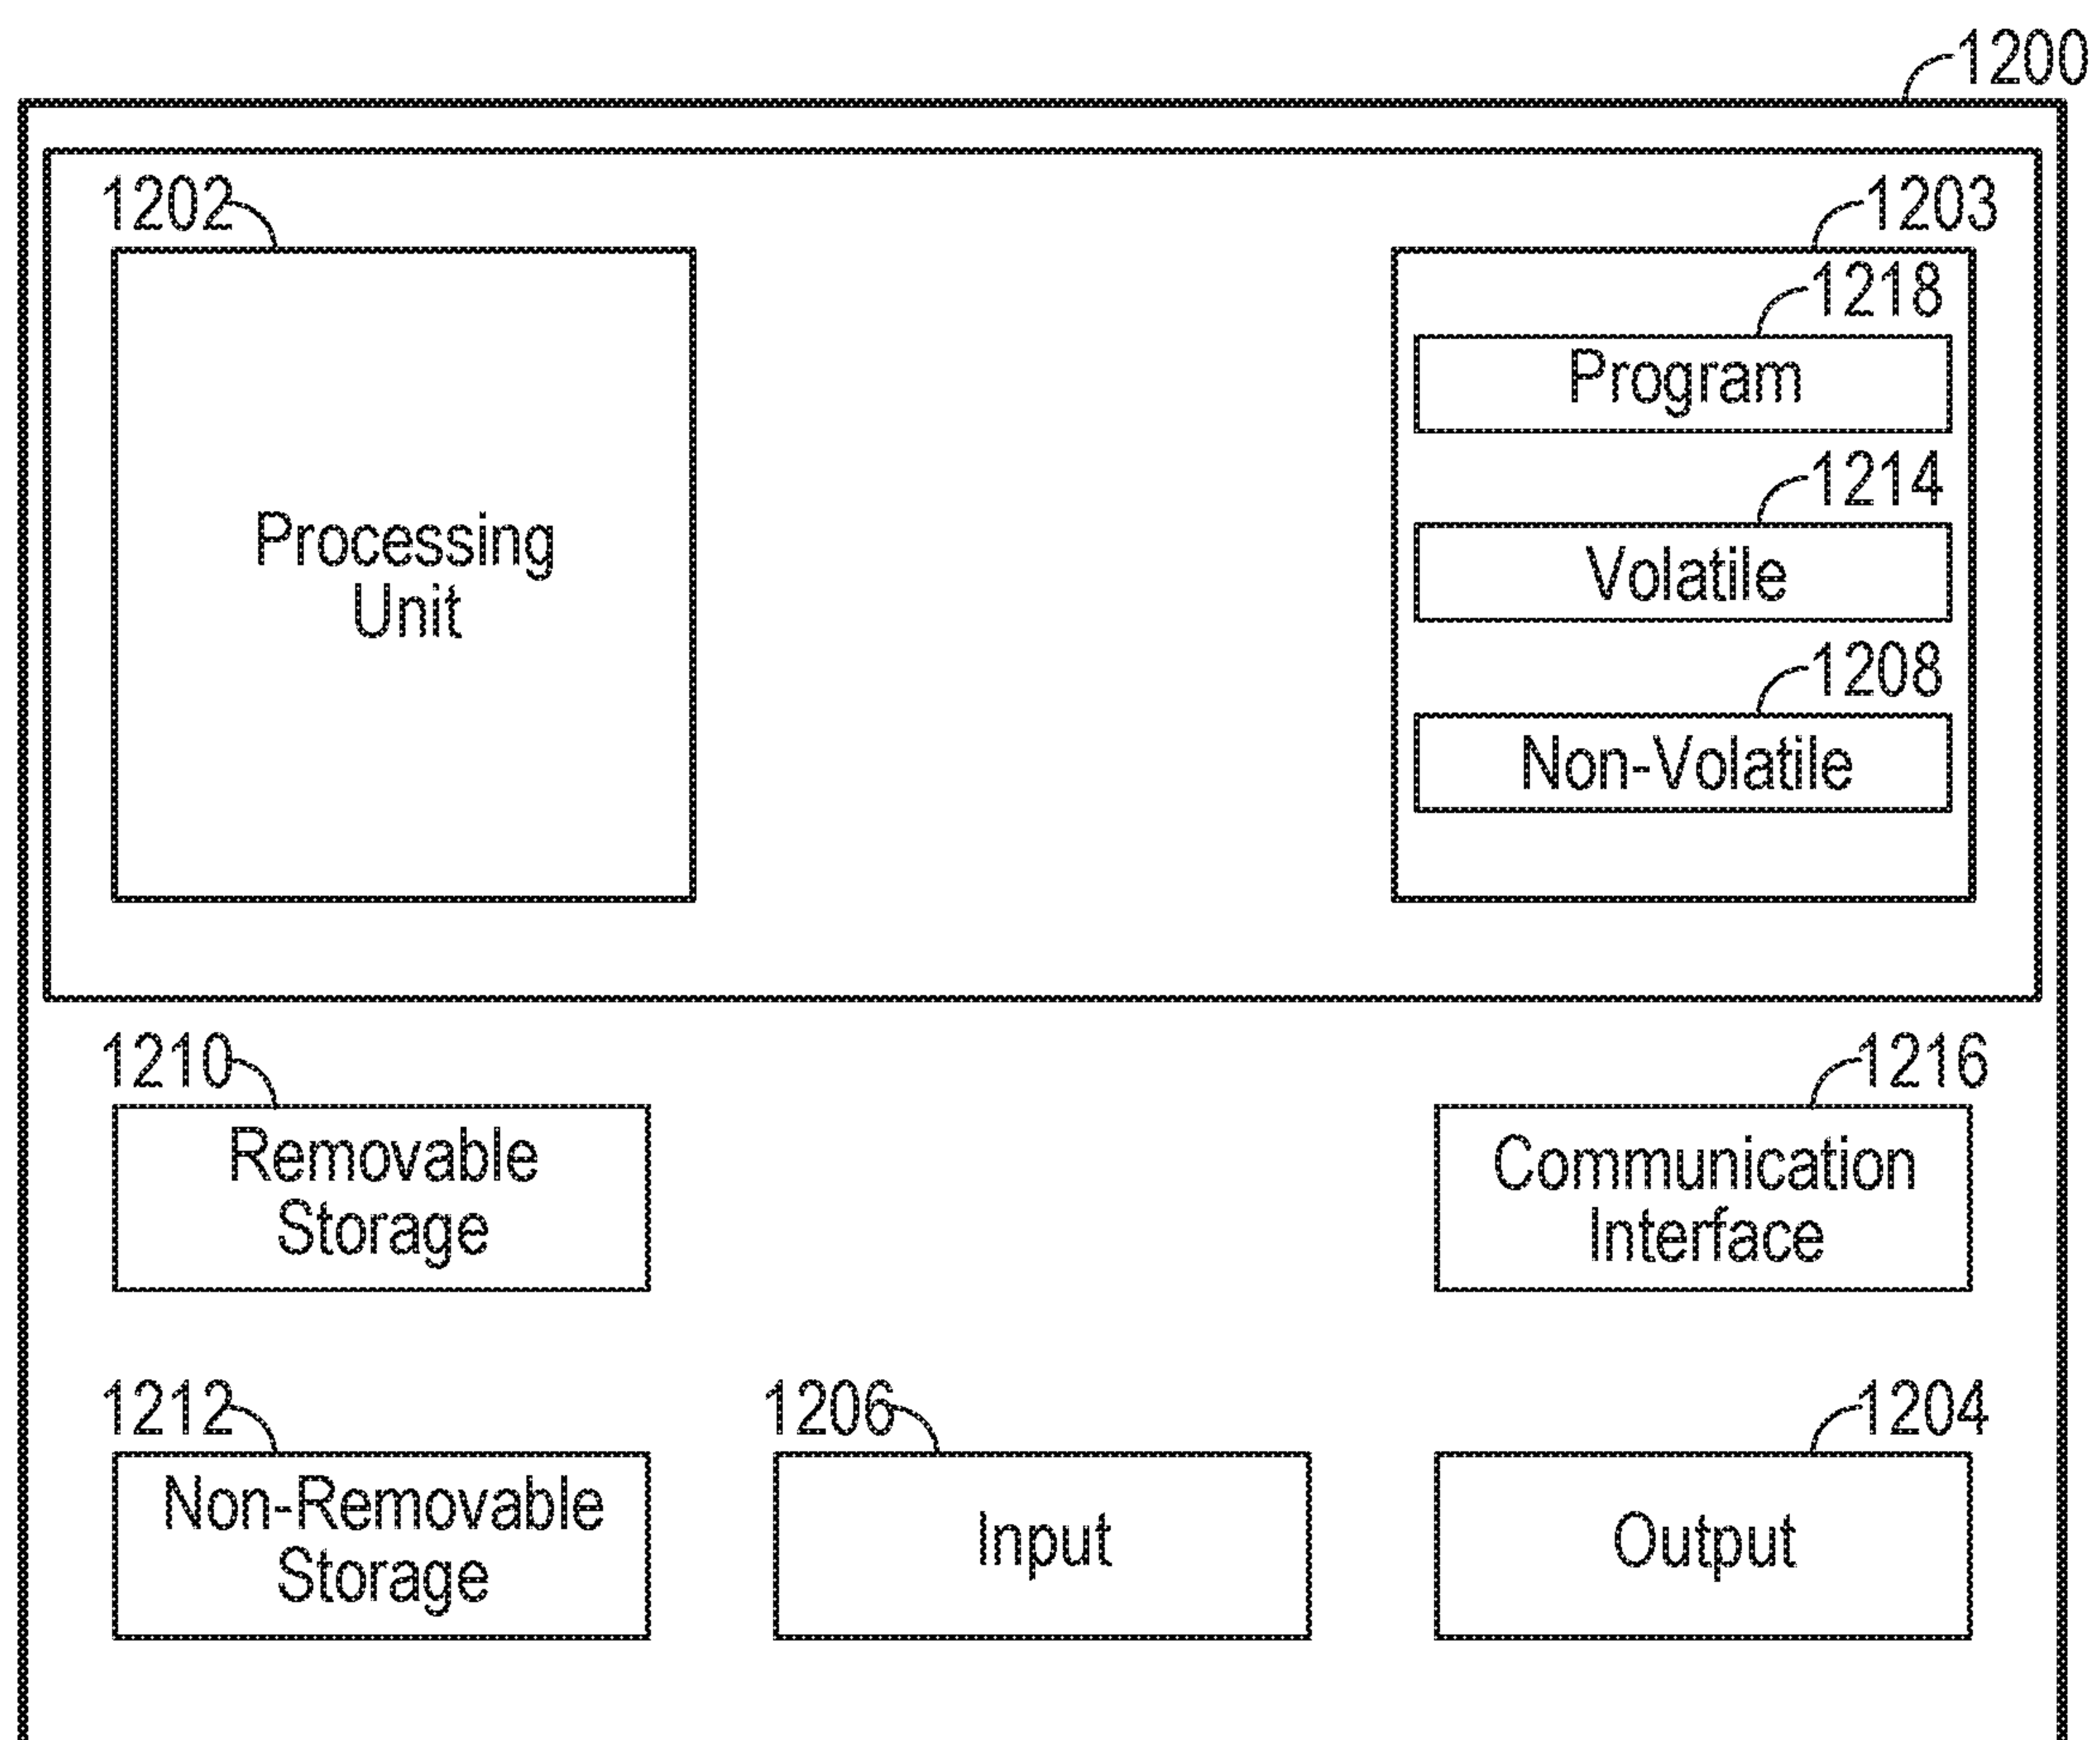 1200
1202
1203
1218
Program
1214
Volatile
Processing
Unit
1208
Non-Volatile
1210
Removable
Storage
1216
Communication
Interface
1212
Non-Removable
Storage
1206
Input
1204
Output